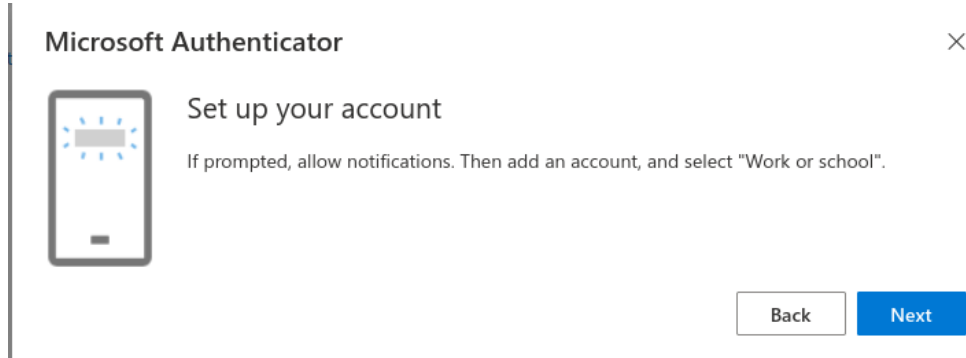 Microsoft Authenticator
Set up your account
If prompted, allow notifications. Then add an account, and select "Work or school".
Back
Next